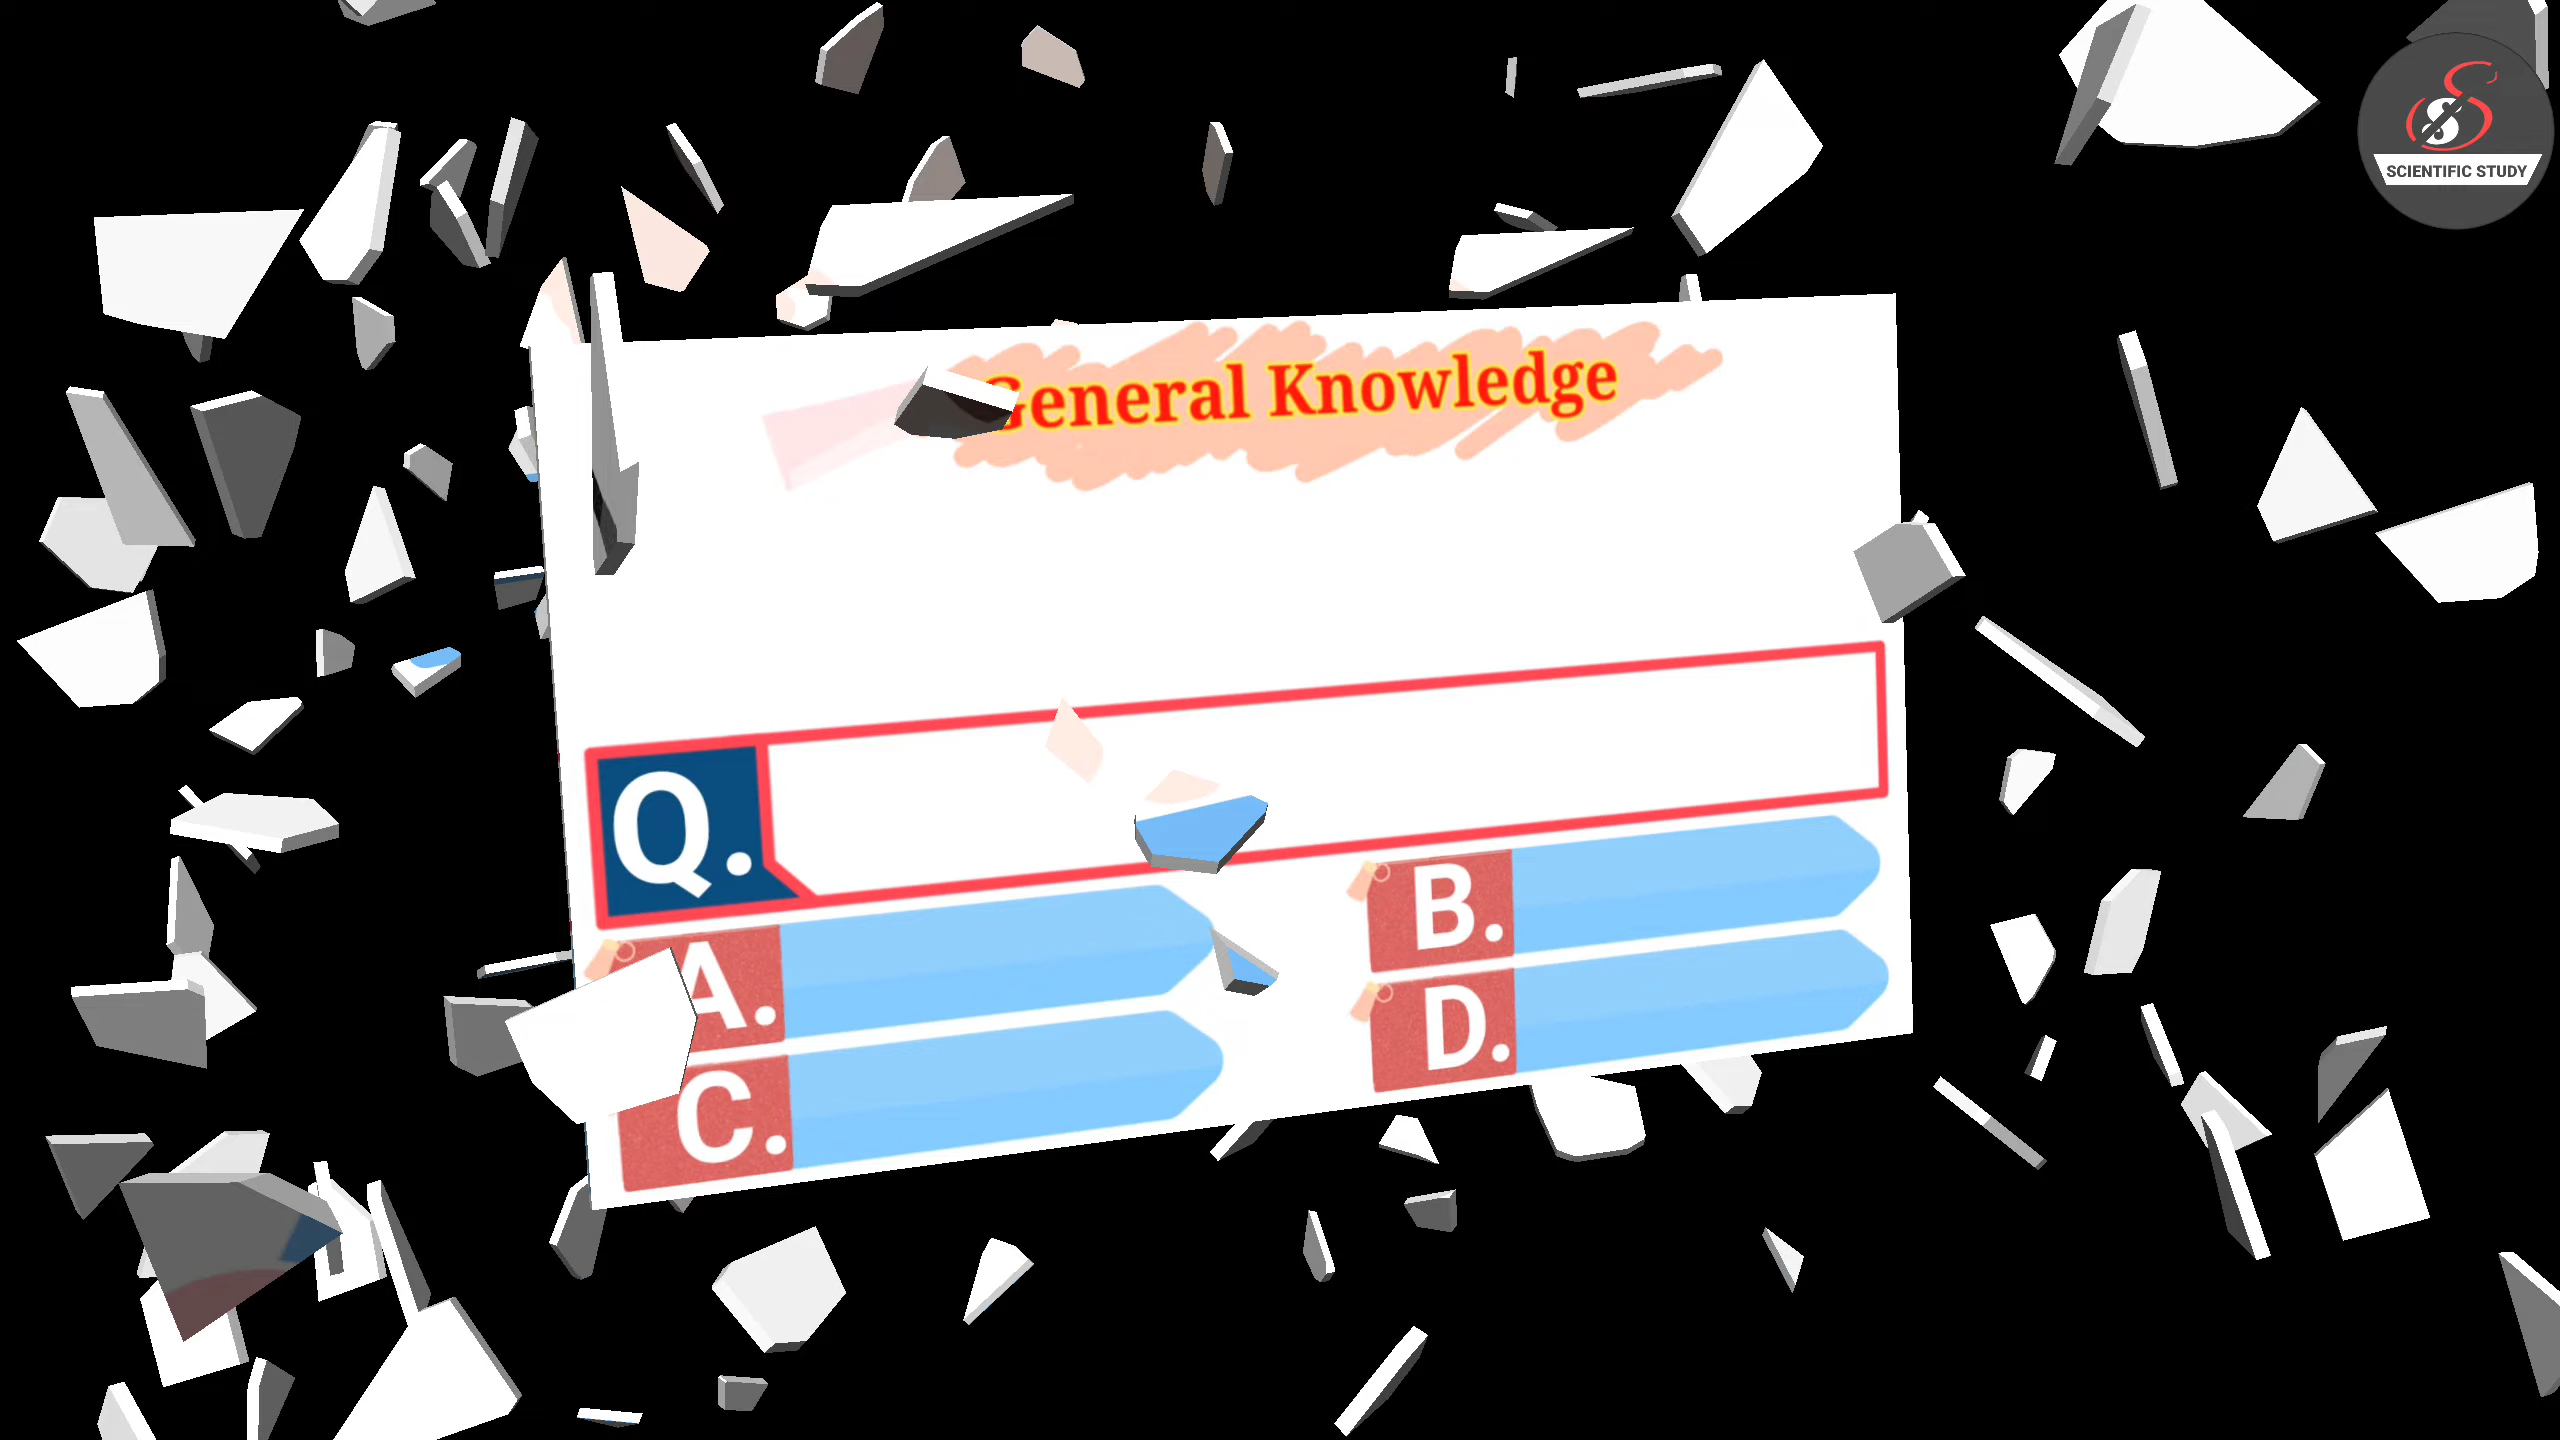 SCIENTIFIC STUDY
General Knowledge
Q.
A.
B.
C.
D.